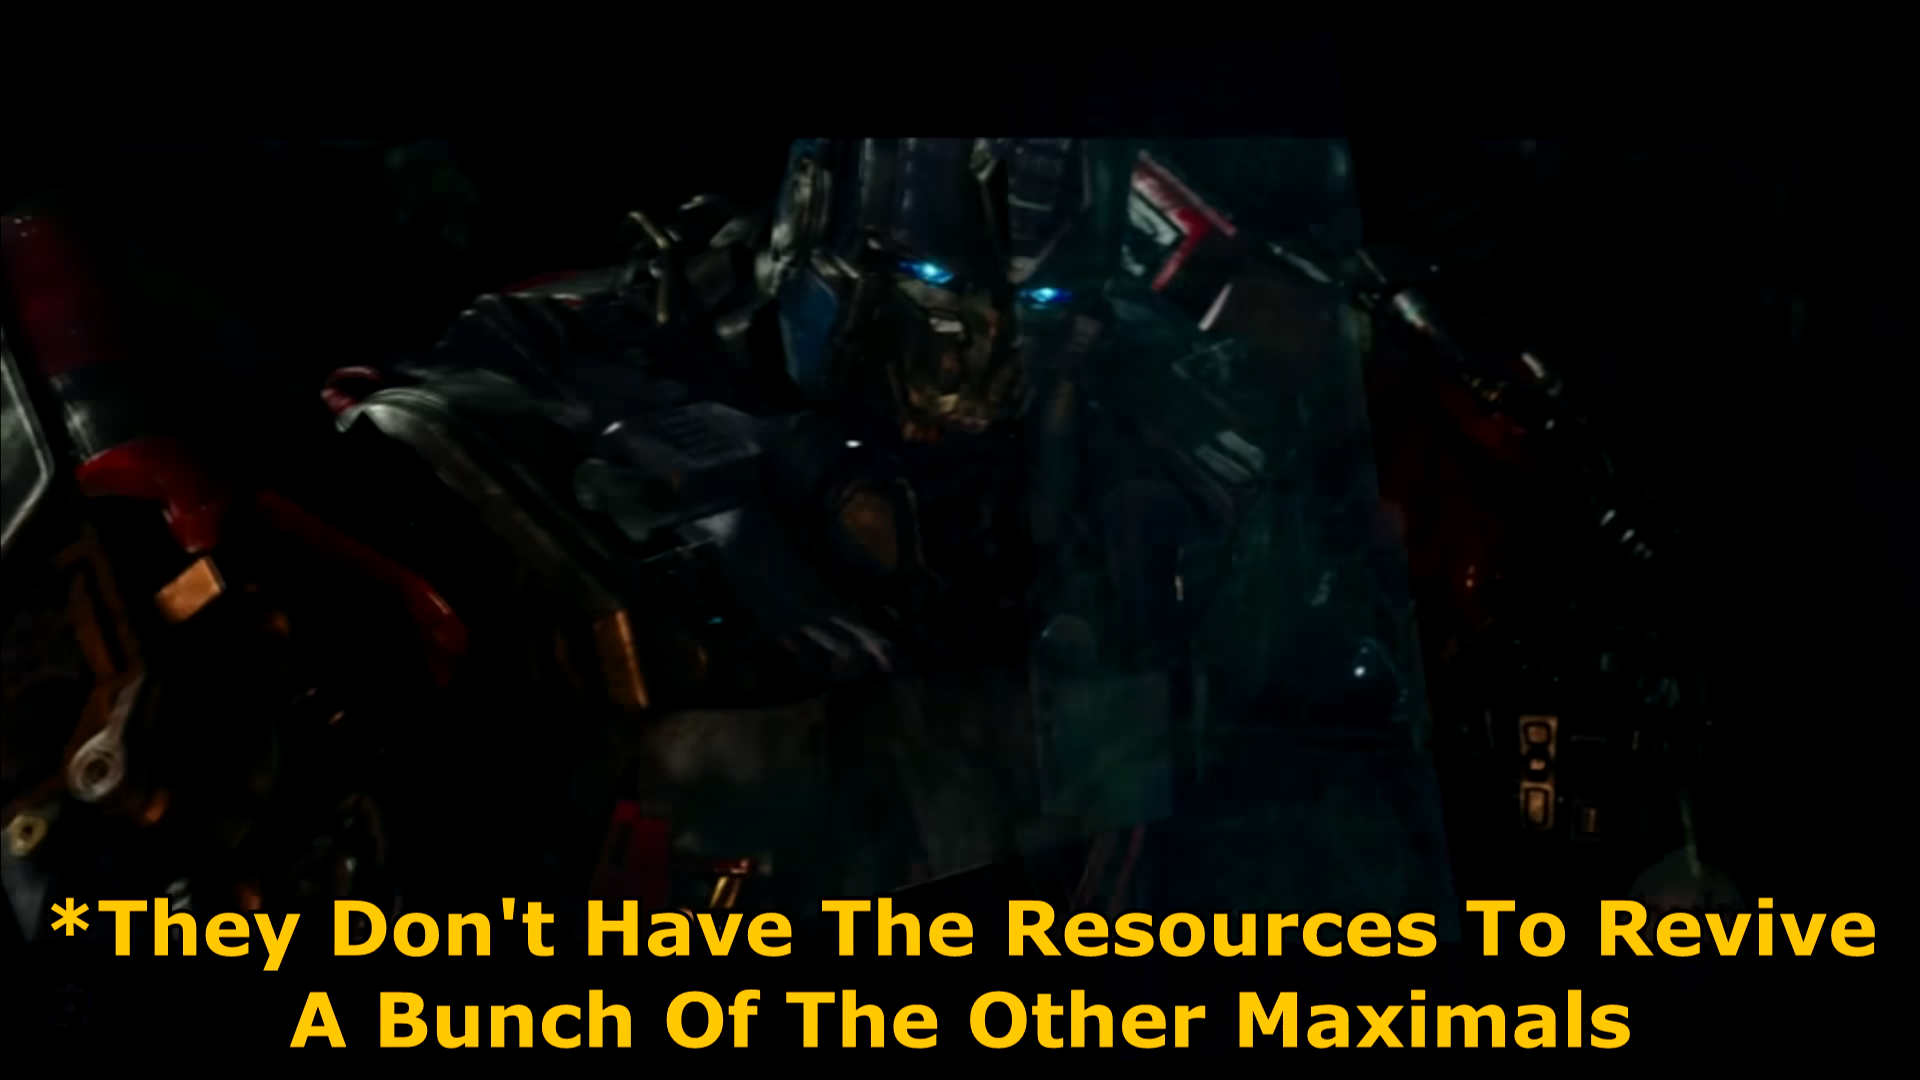 *They Don't Have The Resources To Revive
A Bunch Of The Other Maximals